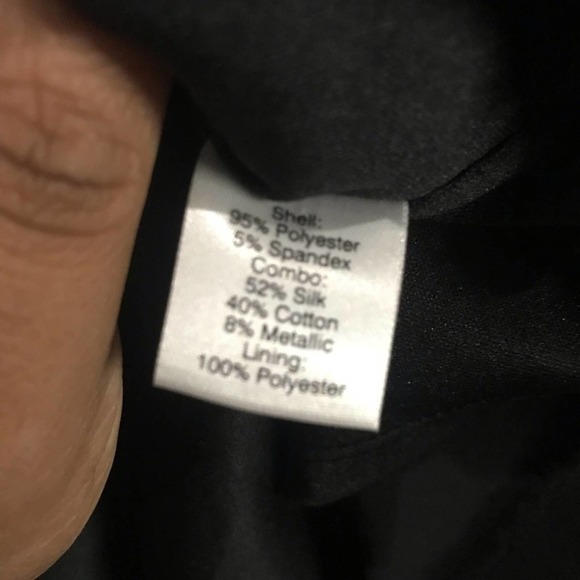 Shell:
95% Polyester
5% Spandex
Combo:
52% Silk
40% Cotton
8% Metallic
Lining:
100% Polyester